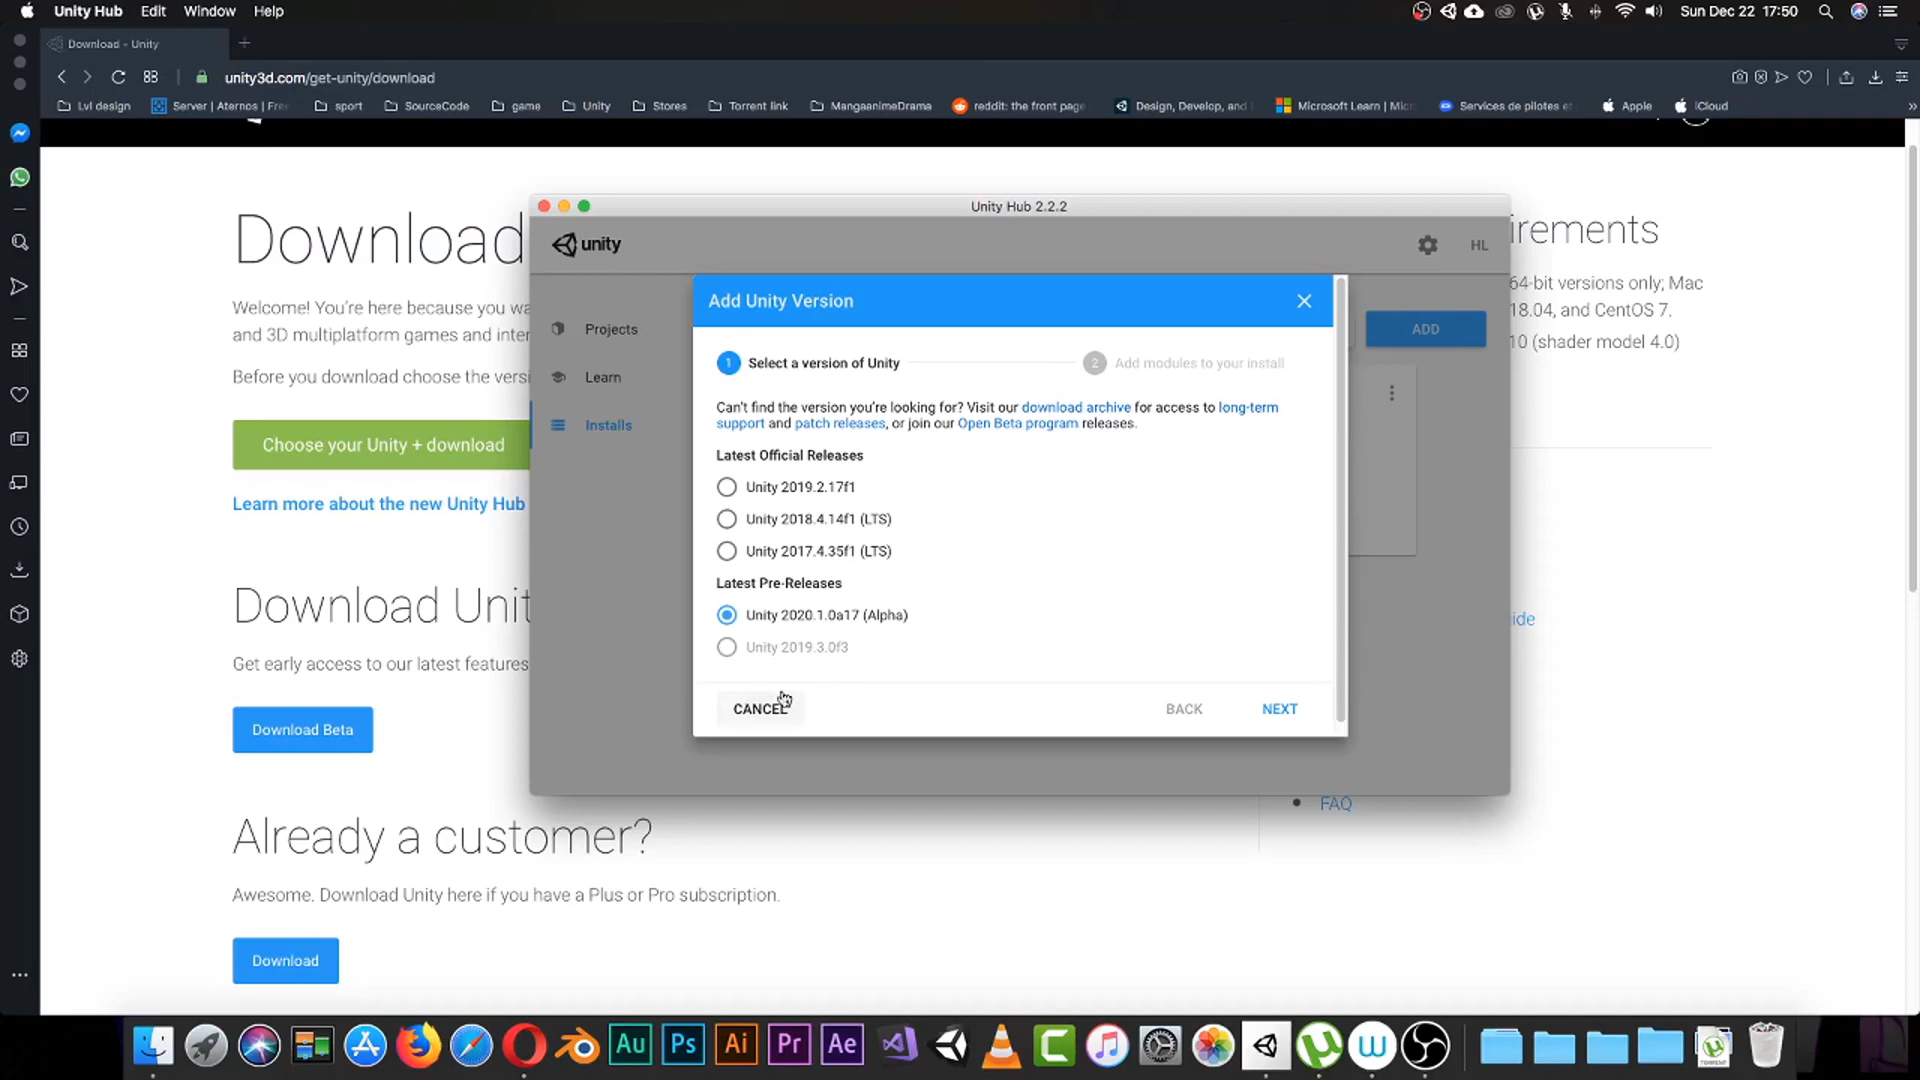 Unity Hub Edit Window Help
Sun Dec 22 17:50
Download - Unity
unity3d.com/get-unity/download
Lvl design Server | Aternos | Free sport SourceCode game Unity Stores Torrent link MangaanimeDrama reddit: the front page Design, Develop, and Microsoft Learn | Micr Services de pilotes et Apple iCloud
Unity Hub 2.2.2
unity
HL
Download
irements
Welcome! You're here because you wa
and 3D multiplatform games and inter
64-bit versions only; Mac
18.04, and CentOS 7.
10 (shader model 4.0)
Before you download choose the versi
Choose your Unity + download
Learn more about the new Unity Hub
Projects
Learn
Installs
ADD
Add Unity Version
1 Select a version of Unity
2 Add modules to your install
Can't find the version you're looking for? Visit our download archive for access to long-term
support and patch releases, or join our Open Beta program releases.
Latest Official Releases
Unity 2019.2.17f1
Unity 2018.4.14f1 (LTS)
Unity 2017.4.35f1 (LTS)
Latest Pre-Releases
Unity 2020.1.0a17 (Alpha)
Unity 2019.3.0f3
CANCEL
BACK
NEXT
ide
Download Unit
Get early access to our latest features
Download Beta
FAQ
Already a customer?
Awesome. Download Unity here if you have a Plus or Pro subscription.
Download
Au Ps Ai Pr Ae